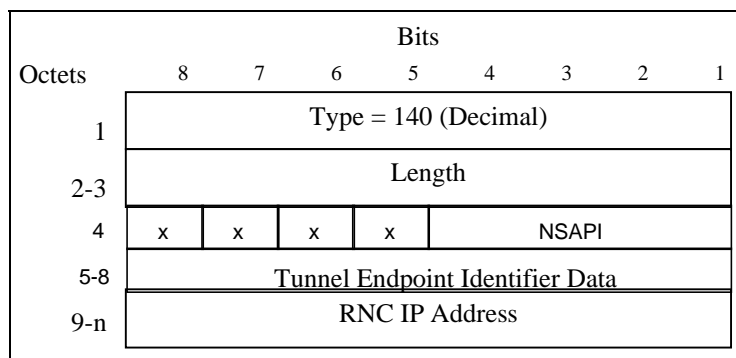 Bits
Octets 8 7 6 5 4 3 2 1
1 Type = 140 (Decimal)
2-3 Length
4 x x x x NSAPI
5-8 Tunnel Endpoint Identifier Data
9-n RNC IP Address